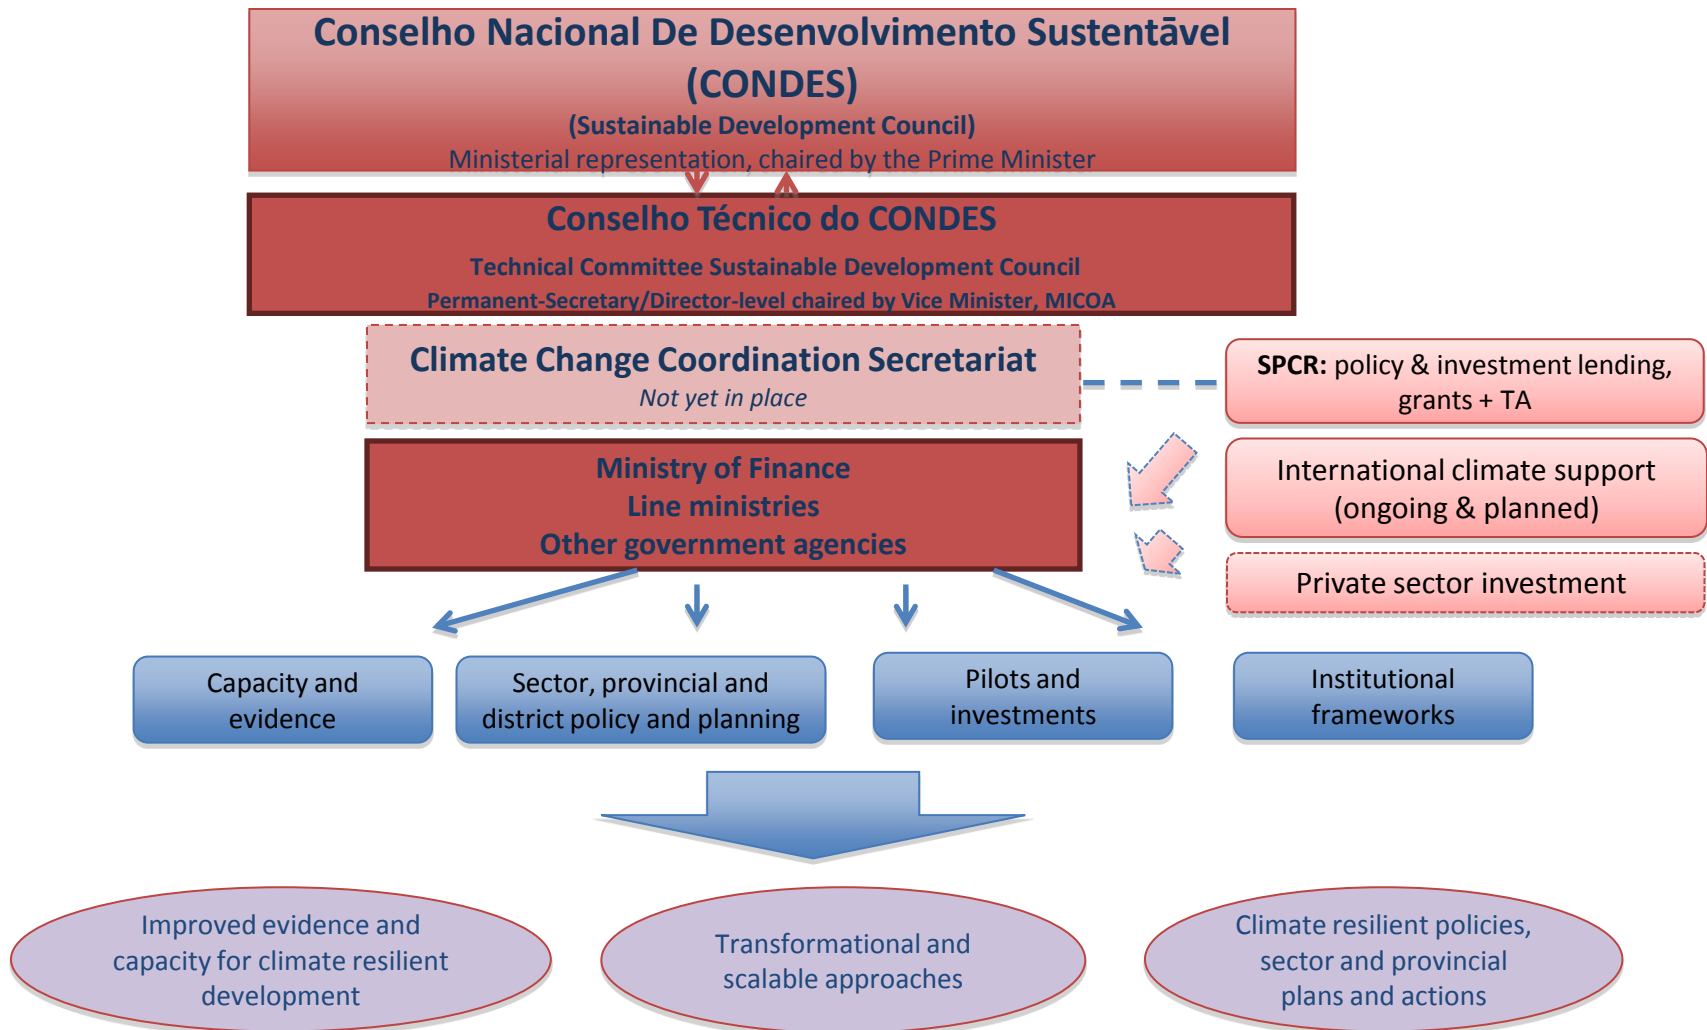 Conselho Nacional De Desenvolvimento Sustentāvel
(CONDES)
(Sustainable Development Council)
Ministerial representation, chaired by the Prime Minister
Conselho Técnico do CONDES
Technical Committee Sustainable Development Council
Permanent-Secretary/Director-level chaired by Vice Minister, MICOA
Climate Change Coordination Secretariat
Not yet in place
SPCR: policy & investment lending,
grants + TA
Ministry of Finance
Line ministries
Other government agencies
International climate support
(ongoing & planned)
Private sector investment
Capacity and
evidence
Sector, provincial and
district policy and planning
Pilots and
investments
Institutional
frameworks
Improved evidence and
capacity for climate resilient
development
Transformational and
scalable approaches
Climate resilient policies,
sector and provincial
plans and actions